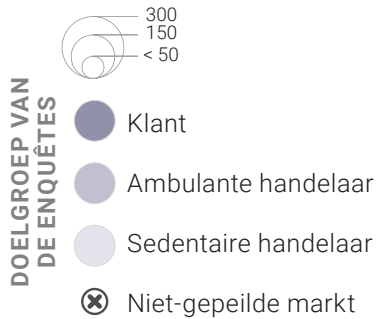 300
150
< 50
DOELGROEP VAN
DE ENQUÊTES
Klant
Ambulante handelaar
Sedentaire handelaar
Niet-gepeilde markt